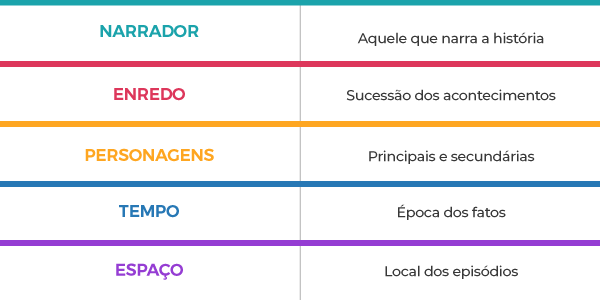 NARRADOR
Aquele que narra a história
ENREDO
Sucessão dos acontecimentos
PERSONAGENS
Principais e secundárias
TEMPO
Época dos fatos
ESPAÇO
Local dos episódios